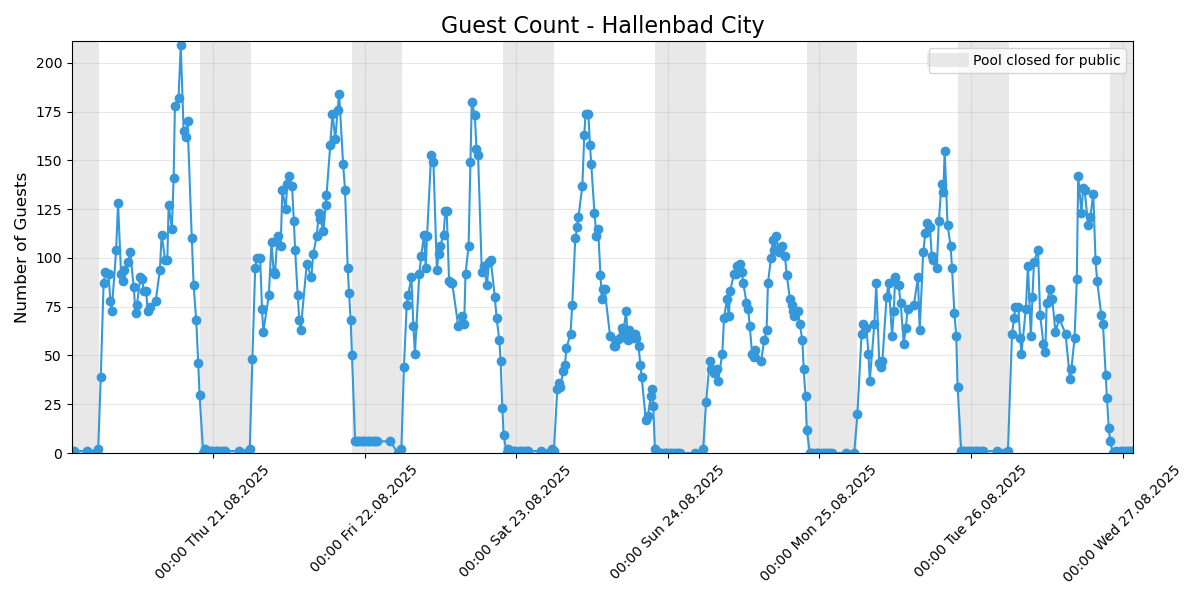 Guest Count - Hallenbad City
Pool closed for public
Number of Guests
200
175
150
125
100
75
50
25
0
00:00 Thu 21.08.2025
00:00 Fri 22.08.2025
00:00 Sat 23.08.2025
00:00 Sun 24.08.2025
00:00 Mon 25.08.2025
00:00 Tue 26.08.2025
00:00 Wed 27.08.2025